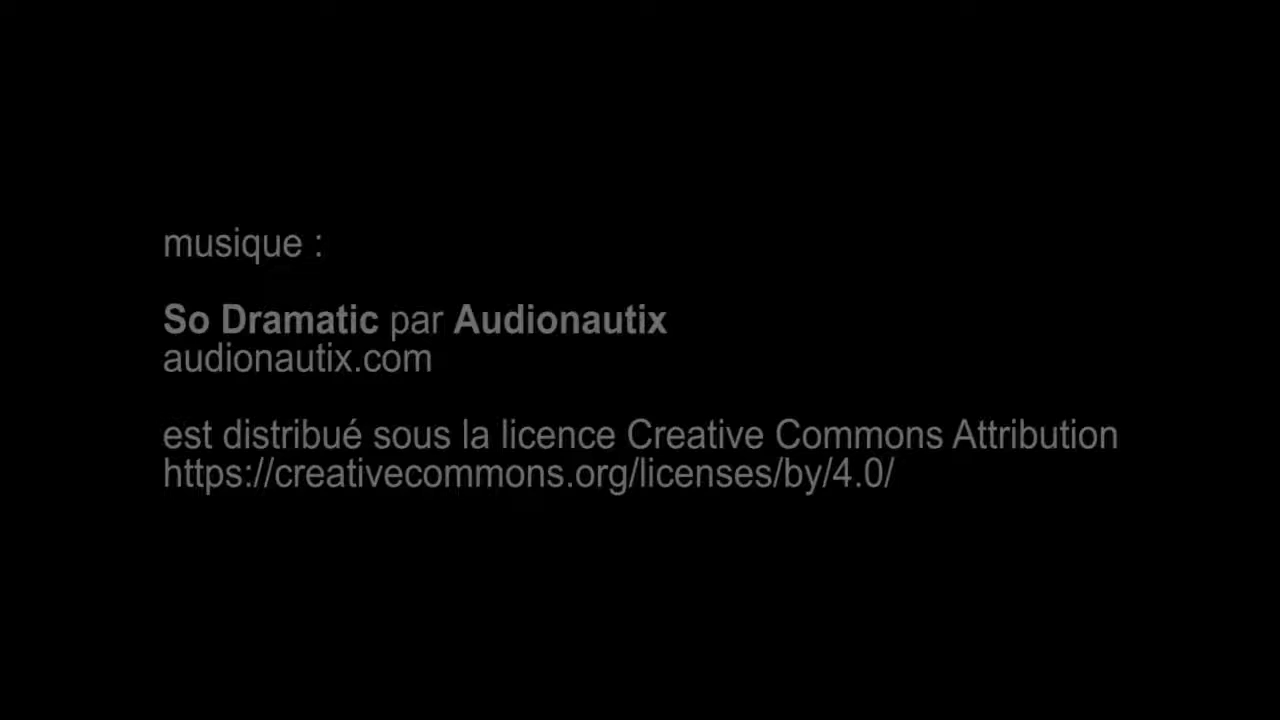 musique :
So Dramatic par Audionautix
audionautix.com
est distribué sous la licence Creative Commons Attribution
https://creativecommons.org/licenses/by/4.0/